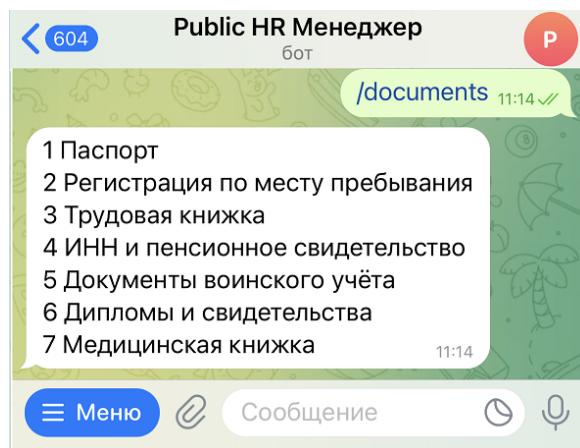 604
Public HR Менеджер
бот
P
/documents 11:14
1 Паспорт
2 Регистрация по месту пребывания
3 Трудовая книжка
4 ИНН и пенсионное свидетельство
5 Документы воинского учёта
6 Дипломы и свидетельства
7 Медицинская книжка
11:14
Меню
Сообщение